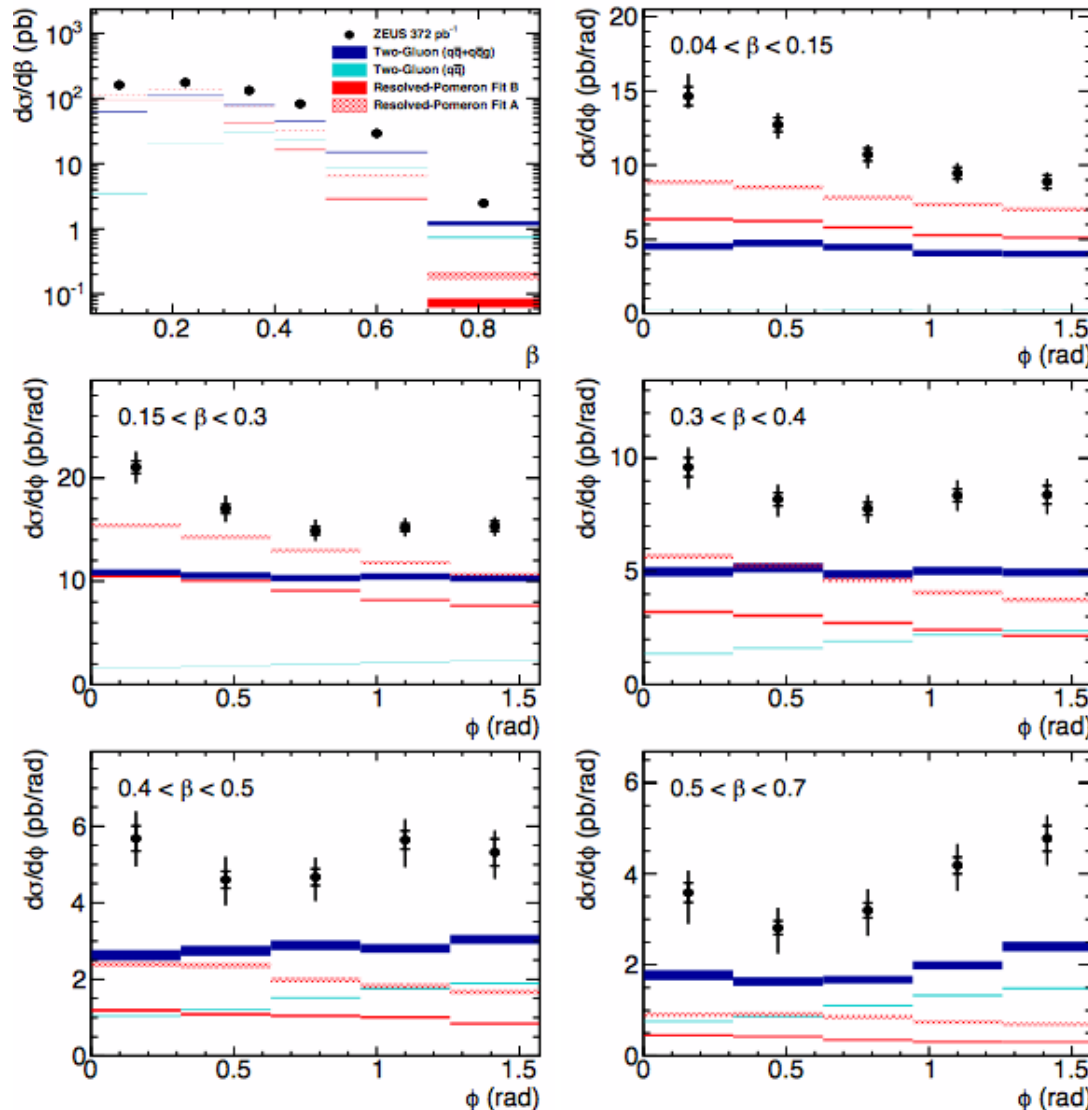 dσ/dβ (pb)
10³
10²
10
1
10⁻¹
ZEUS 372 pb⁻¹
Two-Gluon (qq̄+qq̄g)
Two-Gluon (qq̄)
Resolved-Pomeron Fit B
Resolved-Pomeron Fit A
0.2 0.4 0.6 0.8
β
dσ/dϕ (pb/rad)
20
15
10
5
0
0.04 < β < 0.15
0 0.5 1 1.5
ϕ (rad)
dσ/dϕ (pb/rad)
20
10
0
0.15 < β < 0.3
0 0.5 1 1.5
ϕ (rad)
dσ/dϕ (pb/rad)
10
5
0
0.3 < β < 0.4
0 0.5 1 1.5
ϕ (rad)
dσ/dϕ (pb/rad)
6
4
2
0
0.4 < β < 0.5
0 0.5 1 1.5
ϕ (rad)
dσ/dϕ (pb/rad)
6
4
2
0
0.5 < β < 0.7
0 0.5 1 1.5
ϕ (rad)